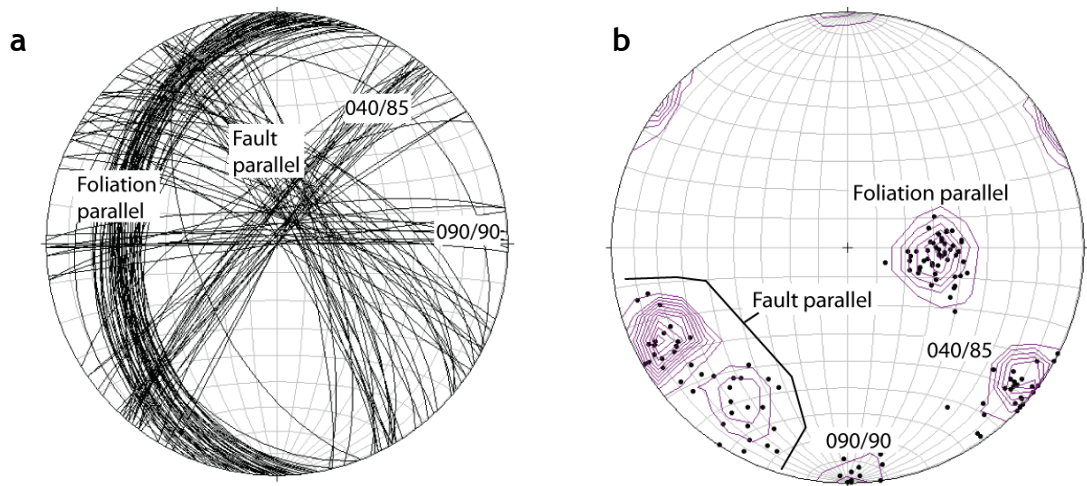 a
040/85
Fault
parallel
Foliation
parallel
090/90
b
Foliation parallel
Fault parallel
040/85
090/90